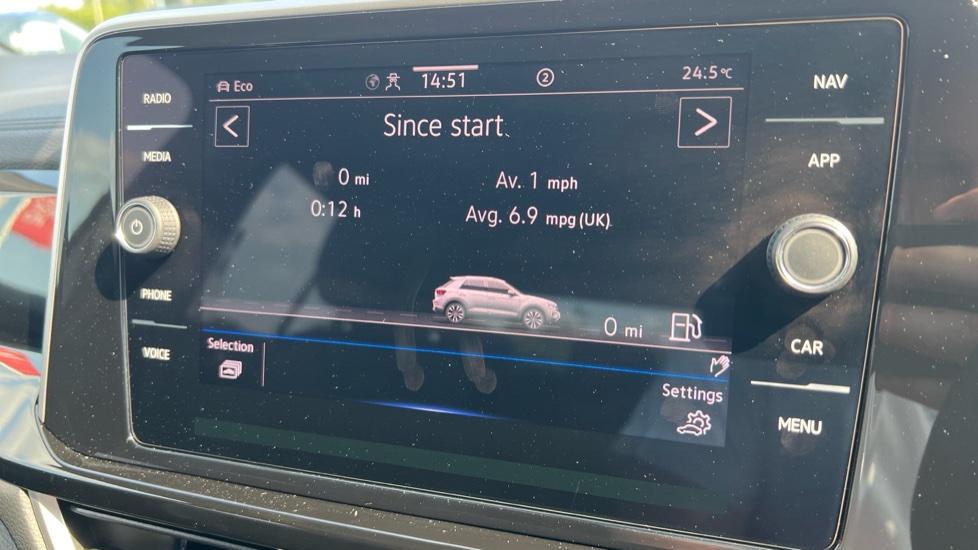 Eco 14:51 2 24.5°C
Since start
0 mi Av. 1 mph
0:12 h Avg. 6.9 mpg (UK)
0 mi
Selection
Settings
RADIO
MEDIA
PHONE
VOICE
NAV
APP
CAR
MENU